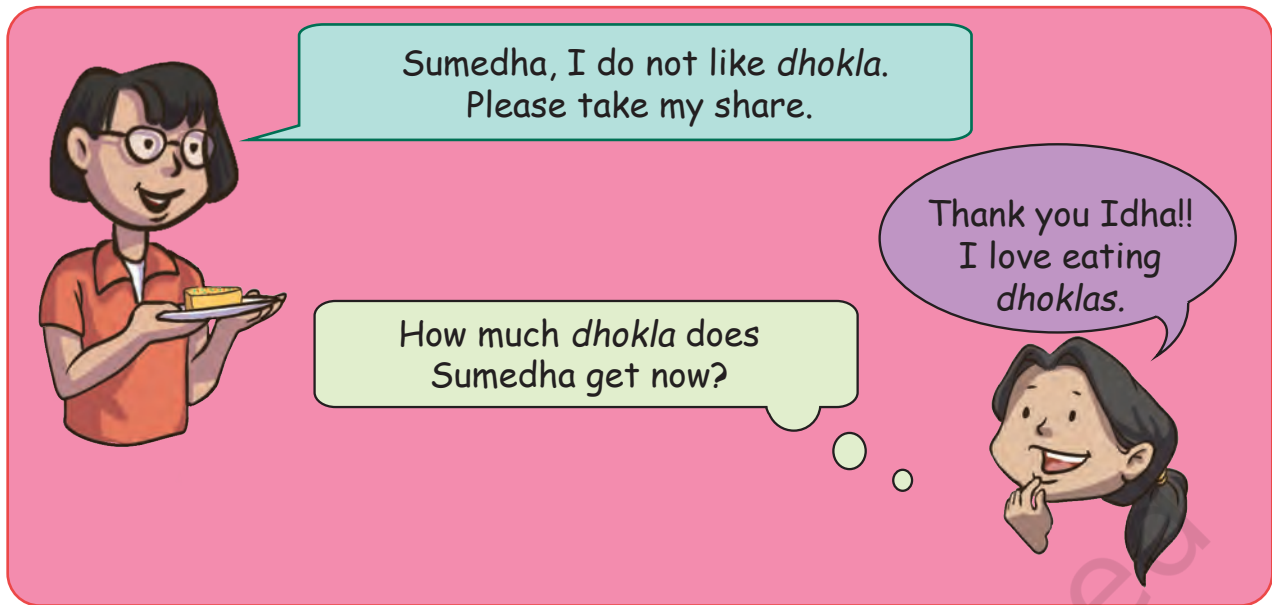 Sumedha, I do not like dhokla.
Please take my share.
Thank you Idha!!
I love eating
dhoklas.
How much dhokla does
Sumedha get now?